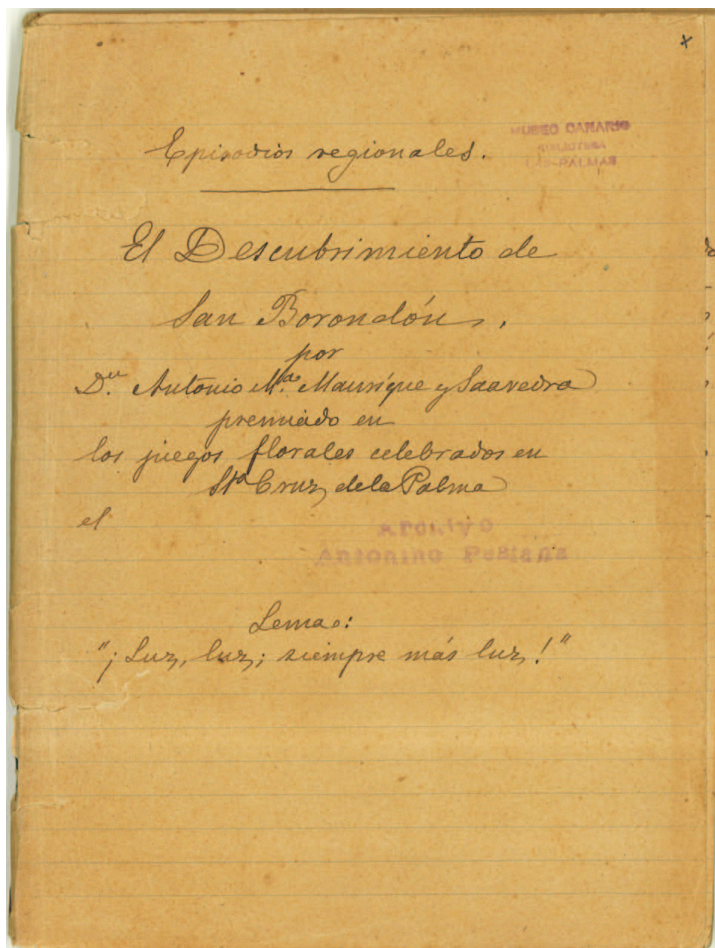 Episodios regionales.
MUSEO CANARIO
BIBLIOTECA
LAS-PALMAS
El Descubrimiento de
San Borondón,
por
Dn. Antonio Ma. Manrique y Saavedra
premiado en
los juegos florales celebrados en
Sta Cruz de la Palma
el
Archivo
Antonino Pestana
Lema:
"¡Luz, luz; siempre más luz!"